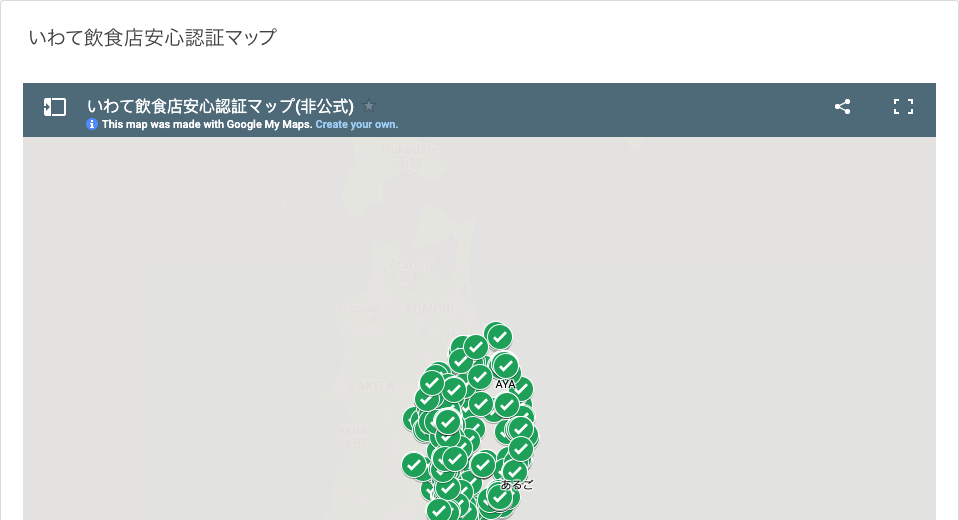 いわて飲食店安心認証マップ
いわて飲食店安心認証マップ(非公式)
This map was made with Google My Maps. Create your own.
Hakodate
Aomori
AOMORI
AKITA
AYA
あるご